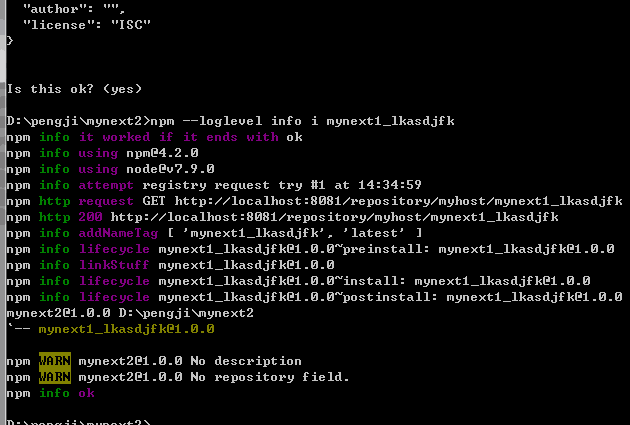 "author": "",
"license": "ISC"
}
Is this ok? (yes)
D:\pengji\mynext2>npm --loglevel info i mynext1_lkasdjfk
npm info it worked if it ends with ok
npm info using npm@4.2.0
npm info using node@v7.9.0
npm info attempt registry request try #1 at 14:34:59
npm http request GET http://localhost:8081/repository/myhost/mynext1_lkasdjfk
npm http 200 http://localhost:8081/repository/myhost/mynext1_lkasdjfk
npm info addNameTag [ 'mynext1_lkasdjfk', 'latest' ]
npm info lifecycle mynext1_lkasdjfk@1.0.0~preinstall: mynext1_lkasdjfk@1.0.0
npm info linkStuff mynext1_lkasdjfk@1.0.0
npm info lifecycle mynext1_lkasdjfk@1.0.0~install: mynext1_lkasdjfk@1.0.0
npm info lifecycle mynext1_lkasdjfk@1.0.0~postinstall: mynext1_lkasdjfk@1.0.0
mynext2@1.0.0 D:\pengji\mynext2
`-- mynext1_lkasdjfk@1.0.0
npm WARN mynext2@1.0.0 No description
npm WARN mynext2@1.0.0 No repository field.
npm info ok
D:\pengji\mynext2>